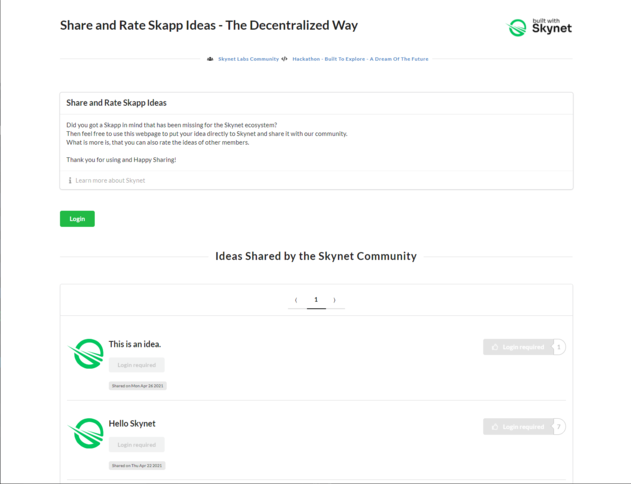 Share and Rate Skapp Ideas - The Decentralized Way
built with
Skynet
Skynet Labs Community Hackathon - Built To Explore - A Dream Of The Future
Share and Rate Skapp Ideas
Did you got a Skapp in mind that has been missing for the Skynet ecosystem?
Then feel free to use this webpage to put your idea directly to Skynet and share it with our community.
What is more is, that you can also rate the ideas of other members.
Thank you for using and Happy Sharing!
Learn more about Skynet
Login
Ideas Shared by the Skynet Community
⟨ 1 ⟩
This is an idea.
Login required 1
Login required
Shared on Mon Apr 26 2021
Hello Skynet
Login required 7
Login required
Shared on Thu Apr 22 2021